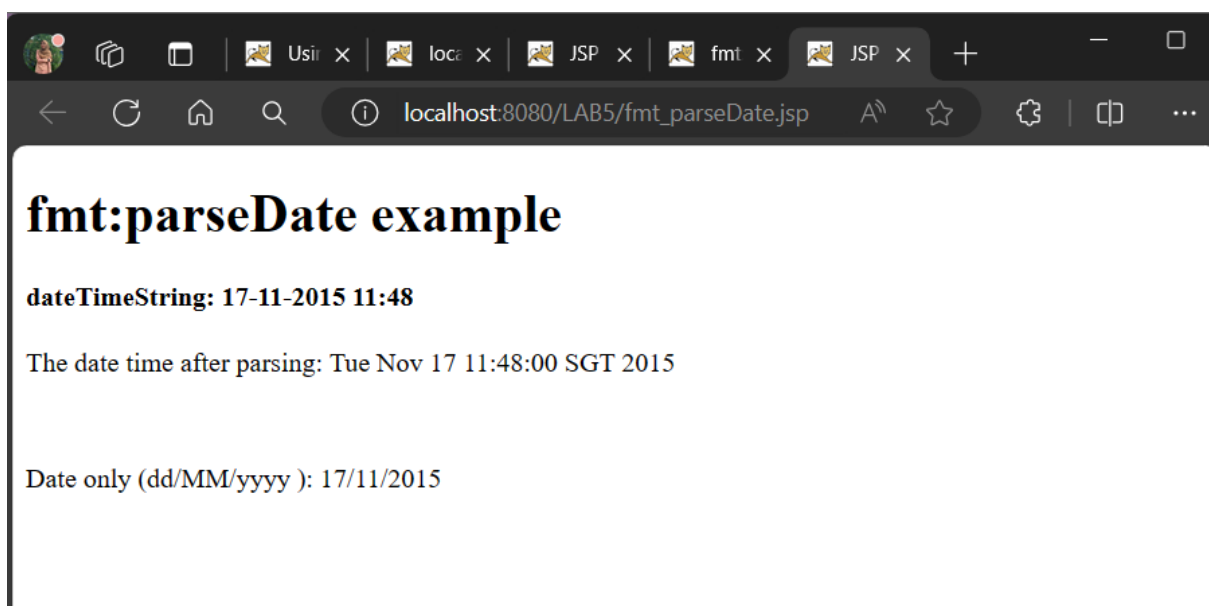 Usin loca JSP fmt JSP
localhost:8080/LAB5/fmt_parseDate.jsp
fmt:parseDate example
dateTimeString: 17-11-2015 11:48
The date time after parsing: Tue Nov 17 11:48:00 SGT 2015
Date only (dd/MM/yyyy ): 17/11/2015